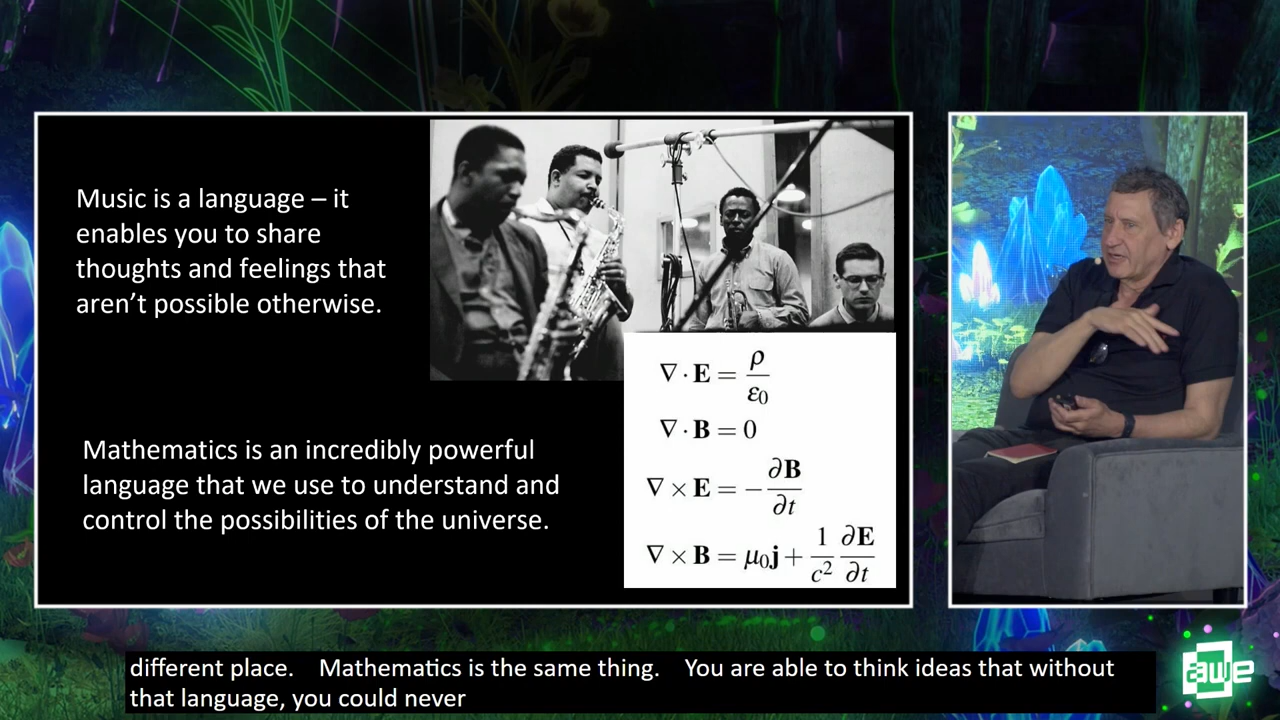 Music is a language – it
enables you to share
thoughts and feelings that
aren’t possible otherwise.
Mathematics is an incredibly powerful
language that we use to understand and
control the possibilities of the universe.
∇ · E = ρ/ε₀
∇ · B = 0
∇ × E = −∂B/∂t
∇ × B = μ₀j + 1/c² ∂E/∂t
different place. Mathematics is the same thing. You are able to think ideas that without
that language, you could never
awe